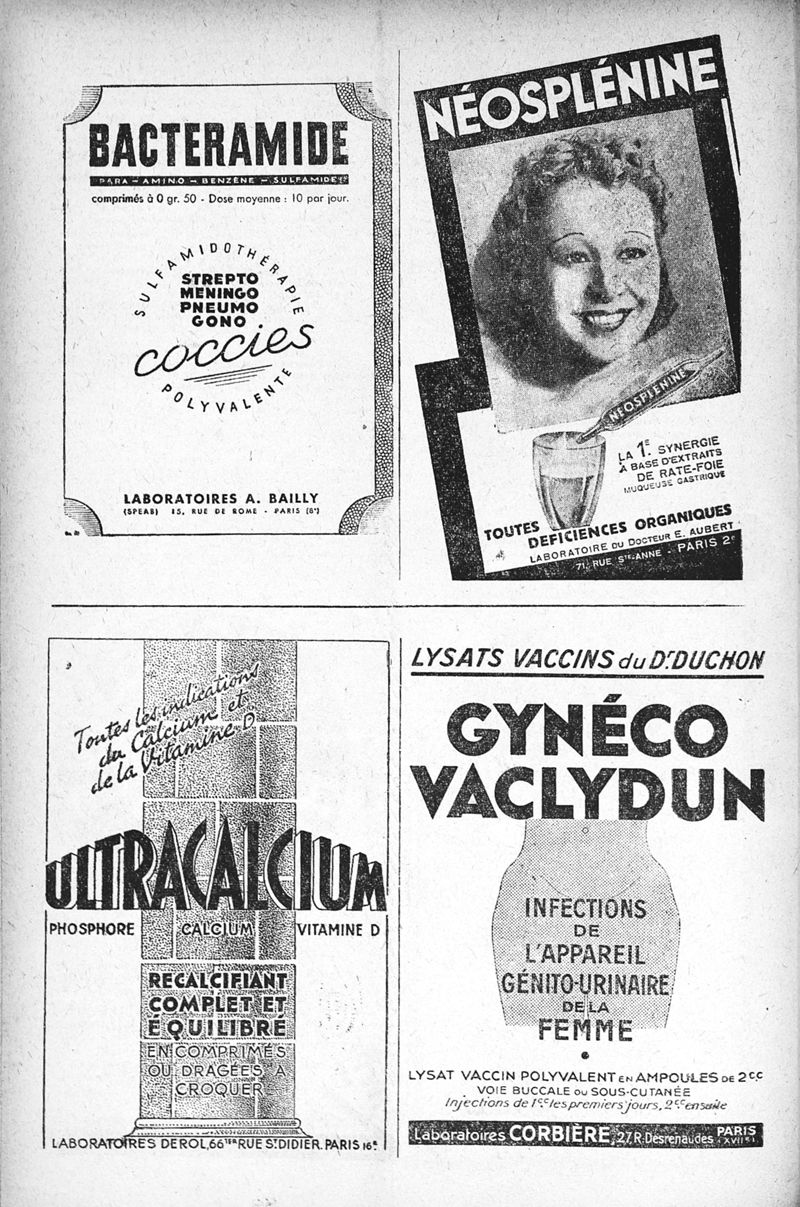 BACTERAMIDE
PARA - AMINO - BENZÈNE - SULFAMIDE
comprimés à 0 gr. 50 - Dose moyenne : 10 par jour.
SULFAMIDOTHÉRAPIE
STREPTO
MENINGO
PNEUMO
GONO
coccies
POLYVALENTE
LABORATOIRES A. BAILLY
(SPEAB) 15, RUE DE ROME - PARIS (8°)
NÉOSPLÉNINE
NÉOSPLÉNINE
LA 1E. SYNERGIE
A BASE D'EXTRAITS
DE RATE-FOIE
MUQUEUSE GASTRIQUE
TOUTES
DÉFICIENCES ORGANIQUES
LABORATOIRE DU DOCTEUR E. AUBERT
71, RUE STE-ANNE - PARIS 2e
Toutes les indications
du Calcium et
de la Vitamine D
ULTRACALCIUM
PHOSPHORE CALCIUM VITAMINE D
RECALCIFIANT
COMPLET ET
ÉQUILIBRÉ
EN COMPRIMÉS
OU DRAGÉES A
CROQUER
LABORATOIRES DEROL, 66 TER RUE ST DIDIER. PARIS 16e
LYSATS VACCINS du Dr DUCHON
GYNÉCO
VACLYDUN
INFECTIONS
DE
L'APPAREIL
GÉNITO-URINAIRE
DE LA
FEMME
LYSAT VACCIN POLYVALENT EN AMPOULES DE 2c.c
VOIE BUCCALE OU SOUS-CUTANÉE
Injections de 1cc les premiers jours, 2cc ensuite
Laboratoires CORBIÈRE, 27, R. Desrenaudes PARIS
(XVIIe)